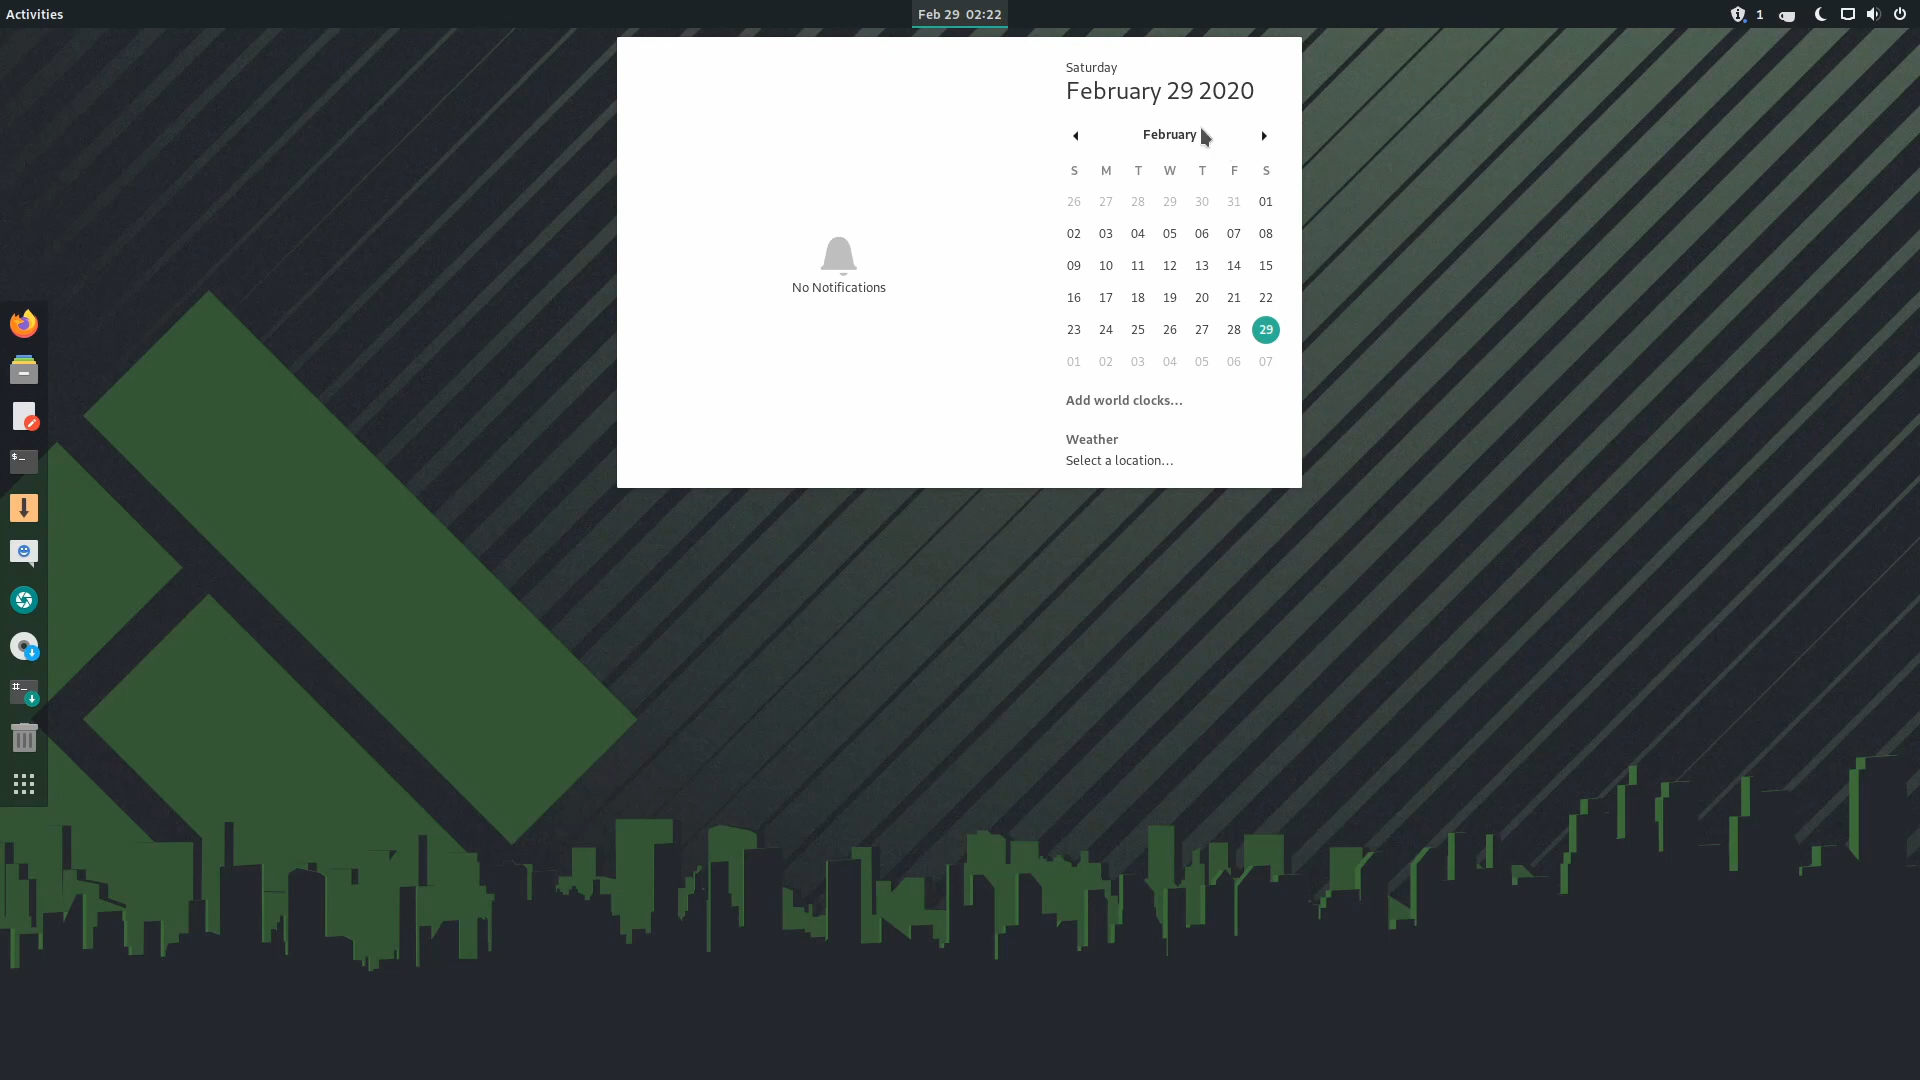 Activities
Feb 29 02:22
1
Saturday
February 29 2020
February
S M T W T F S
26 27 28 29 30 31 01
02 03 04 05 06 07 08
09 10 11 12 13 14 15
16 17 18 19 20 21 22
23 24 25 26 27 28 29
01 02 03 04 05 06 07
No Notifications
Add world clocks...
Weather
Select a location...
$_
#_